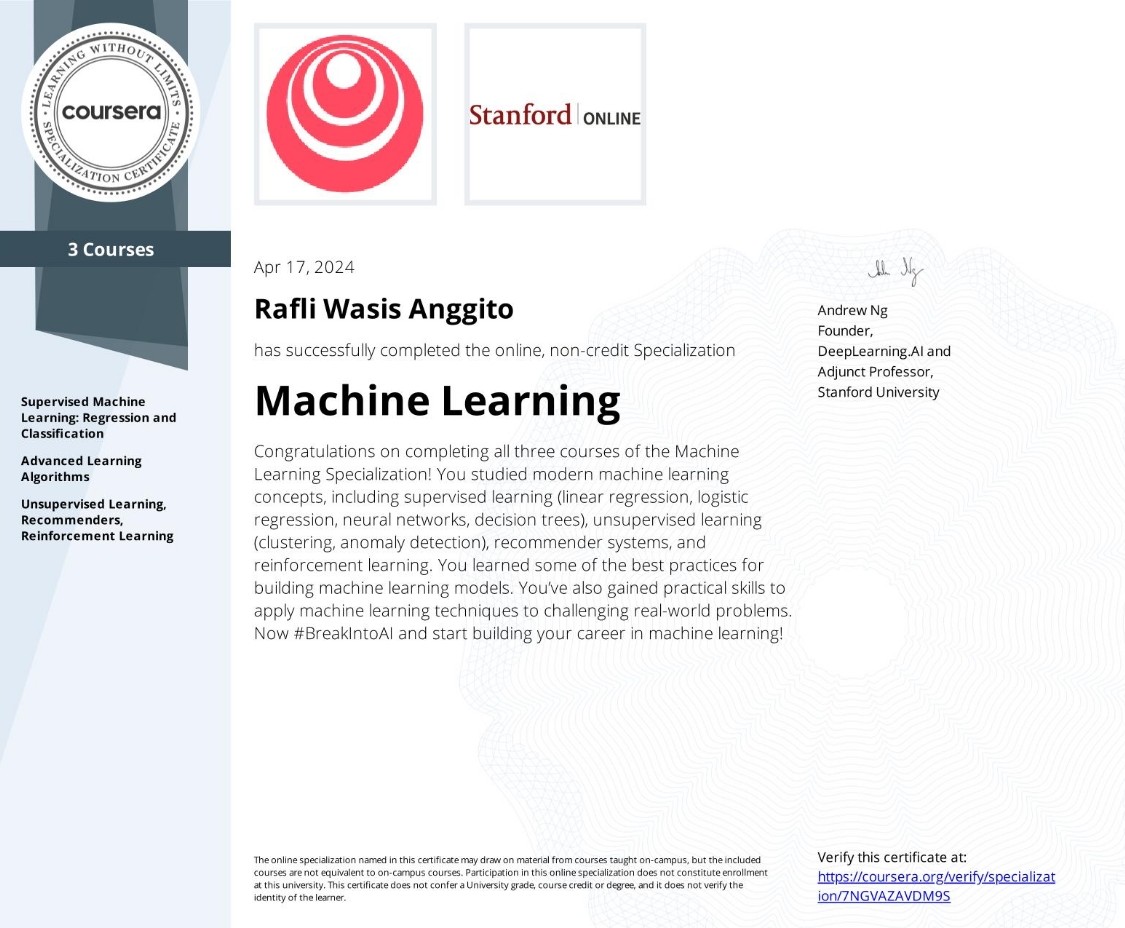 LEARNING WITHOUT LIMITS
coursera
SPECIALIZATION CERTIFICATE
Stanford | ONLINE
3 Courses
Supervised Machine
Learning: Regression and
Classification
Advanced Learning
Algorithms
Unsupervised Learning,
Recommenders,
Reinforcement Learning
Apr 17, 2024
Rafli Wasis Anggito
has successfully completed the online, non-credit Specialization
Machine Learning
Congratulations on completing all three courses of the Machine
Learning Specialization! You studied modern machine learning
concepts, including supervised learning (linear regression, logistic
regression, neural networks, decision trees), unsupervised learning
(clustering, anomaly detection), recommender systems, and
reinforcement learning. You learned some of the best practices for
building machine learning models. You've also gained practical skills to
apply machine learning techniques to challenging real-world problems.
Now #BreakIntoAI and start building your career in machine learning!
Andrew Ng
Founder,
DeepLearning.AI and
Adjunct Professor,
Stanford University
The online specialization named in this certificate may draw on material from courses taught on-campus, but the included
courses are not equivalent to on-campus courses. Participation in this online specialization does not constitute enrollment
at this university. This certificate does not confer a University grade, course credit or degree, and it does not verify the
identity of the learner.
Verify this certificate at:
https://coursera.org/verify/specializat
ion/7NGVAZAVDM9S